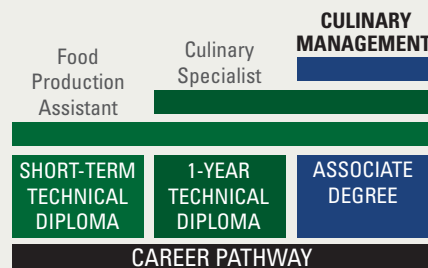 Food
Production
Assistant
Culinary
Specialist
CULINARY
MANAGEMENT
SHORT-TERM
TECHNICAL
DIPLOMA
1-YEAR
TECHNICAL
DIPLOMA
ASSOCIATE
DEGREE
CAREER PATHWAY